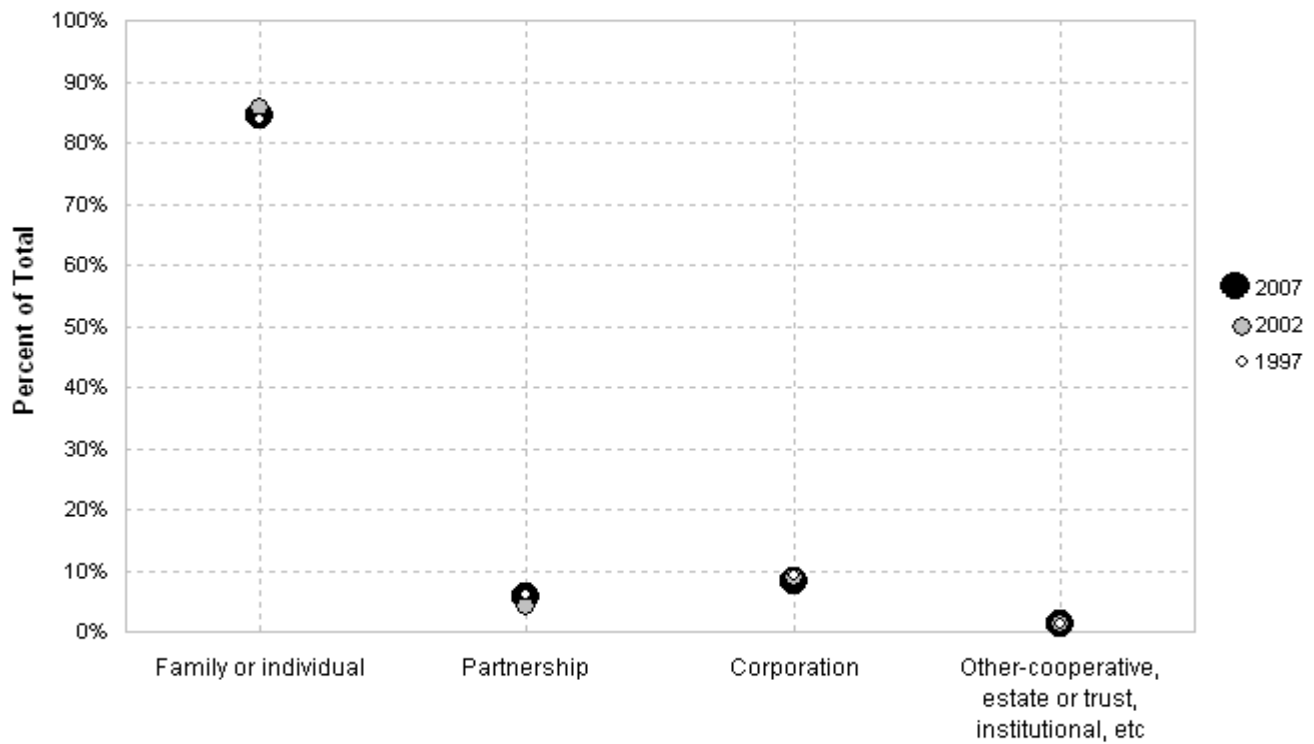 100%
90%
80%
70%
60%
50%
40%
30%
20%
10%
0%
Percent of Total
Family or individual
Partnership
Corporation
Other-cooperative,
estate or trust,
institutional, etc
2007
2002
1997